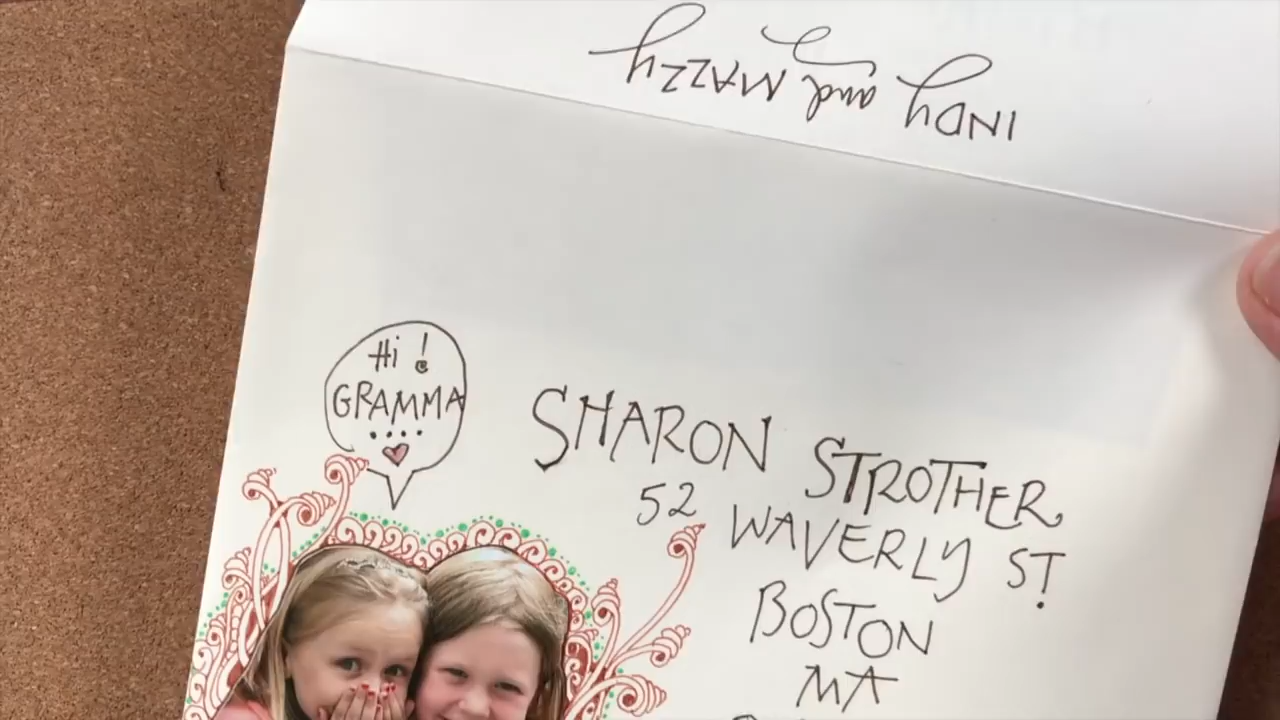 INDY and MAZZY
Hi!
GRAMMA
....
SHARON STROTHER
52 WAVERLY ST.
BOSTON
MA